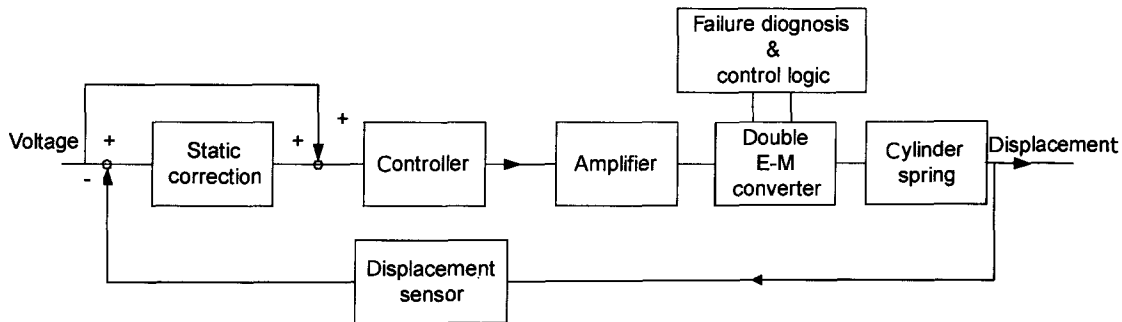 Failure diognosis
&
control logic
+
Voltage
+
+
-
Static
correction
Controller
Amplifier
Double
E-M
converter
Cylinder
spring
Displacement
Displacement
sensor